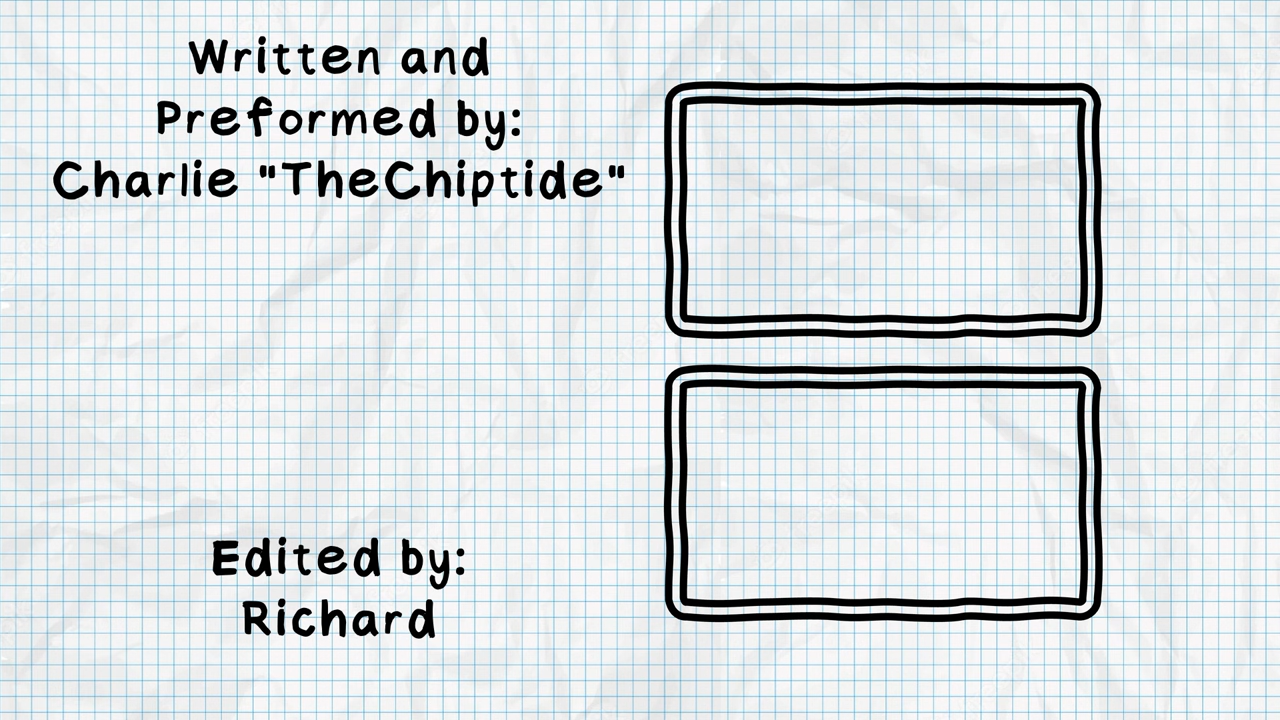 Written and
Preformed by:
Charlie "TheChiptide"
Edited by:
Richard